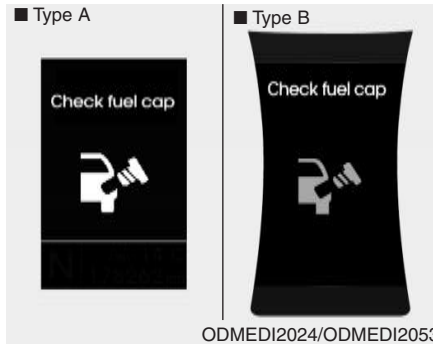 ■ Type A
■ Type B
Check fuel cap
Check fuel cap
ODMEDI2024/ODMEDI2053